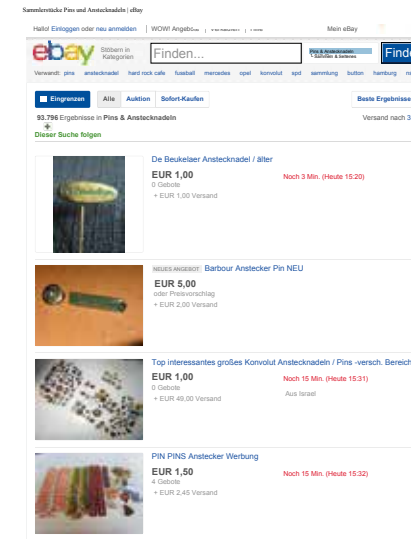 Sammlerstücke Pins und Anstecknadeln | eBay
Hallo! Einloggen oder neu anmelden | WOW! Angebote | Verkaufen | Hilfe Mein eBay
ebay Stöbern in Kategorien Finden... Pins & Anstecknadeln
Verwandt: pins anstecknadel hard rock cafe fussball mercedes opel konvolut spd sammlung button hamburg
Eingrenzen Alle Auktion Sofort-Kaufen Beste Ergebnisse
93.796 Ergebnisse in Pins & Anstecknadeln Versand nach 3
+
Dieser Suche folgen
De Beukelaer Anstecknadel / älter
EUR 1,00 Noch 3 Min. (Heute 15:20)
0 Gebote
+ EUR 1,00 Versand
NEUES ANGEBOT Barbour Anstecker Pin NEU
EUR 5,00
oder Preisvorschlag
+ EUR 2,00 Versand
Top interessantes großes Konvolut Anstecknadeln / Pins -versch. Bereich
EUR 1,00 Noch 15 Min. (Heute 15:31)
0 Gebote Aus Israel
+ EUR 49,00 Versand
PIN PINS Anstecker Werbung
EUR 1,50 Noch 15 Min. (Heute 15:32)
4 Gebote
+ EUR 2,45 Versand